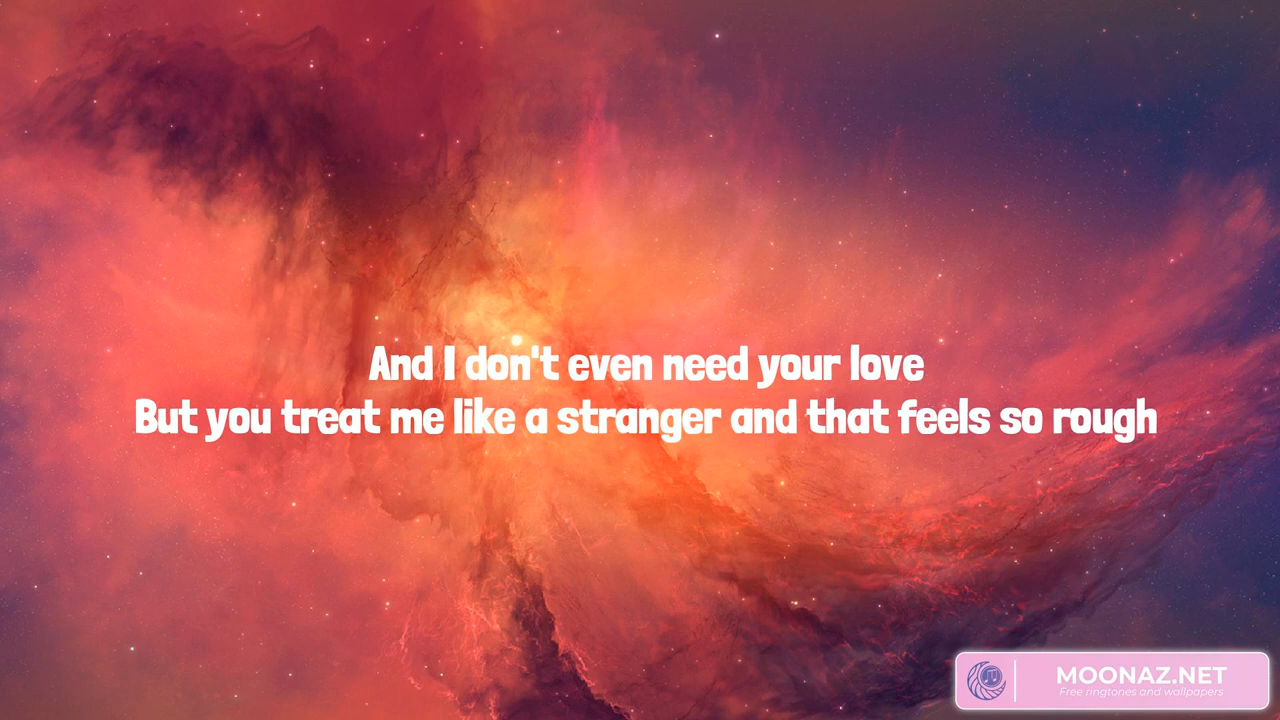 And I don't even need your love
But you treat me like a stranger and that feels so rough
MOONAZ.NET
Free ringtones and wallpapers